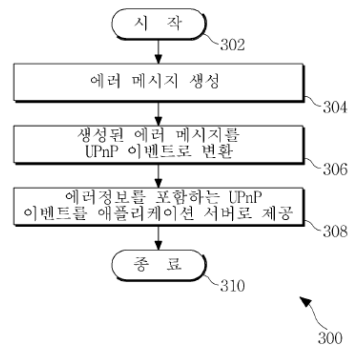 시 작
302
에러 메시지 생성
304
생성된 에러 메시지를
UPnP 이벤트로 변환
306
에러정보를 포함하는 UPnP
이벤트를 애플리케이션 서버로 제공
308
종 료
310
300